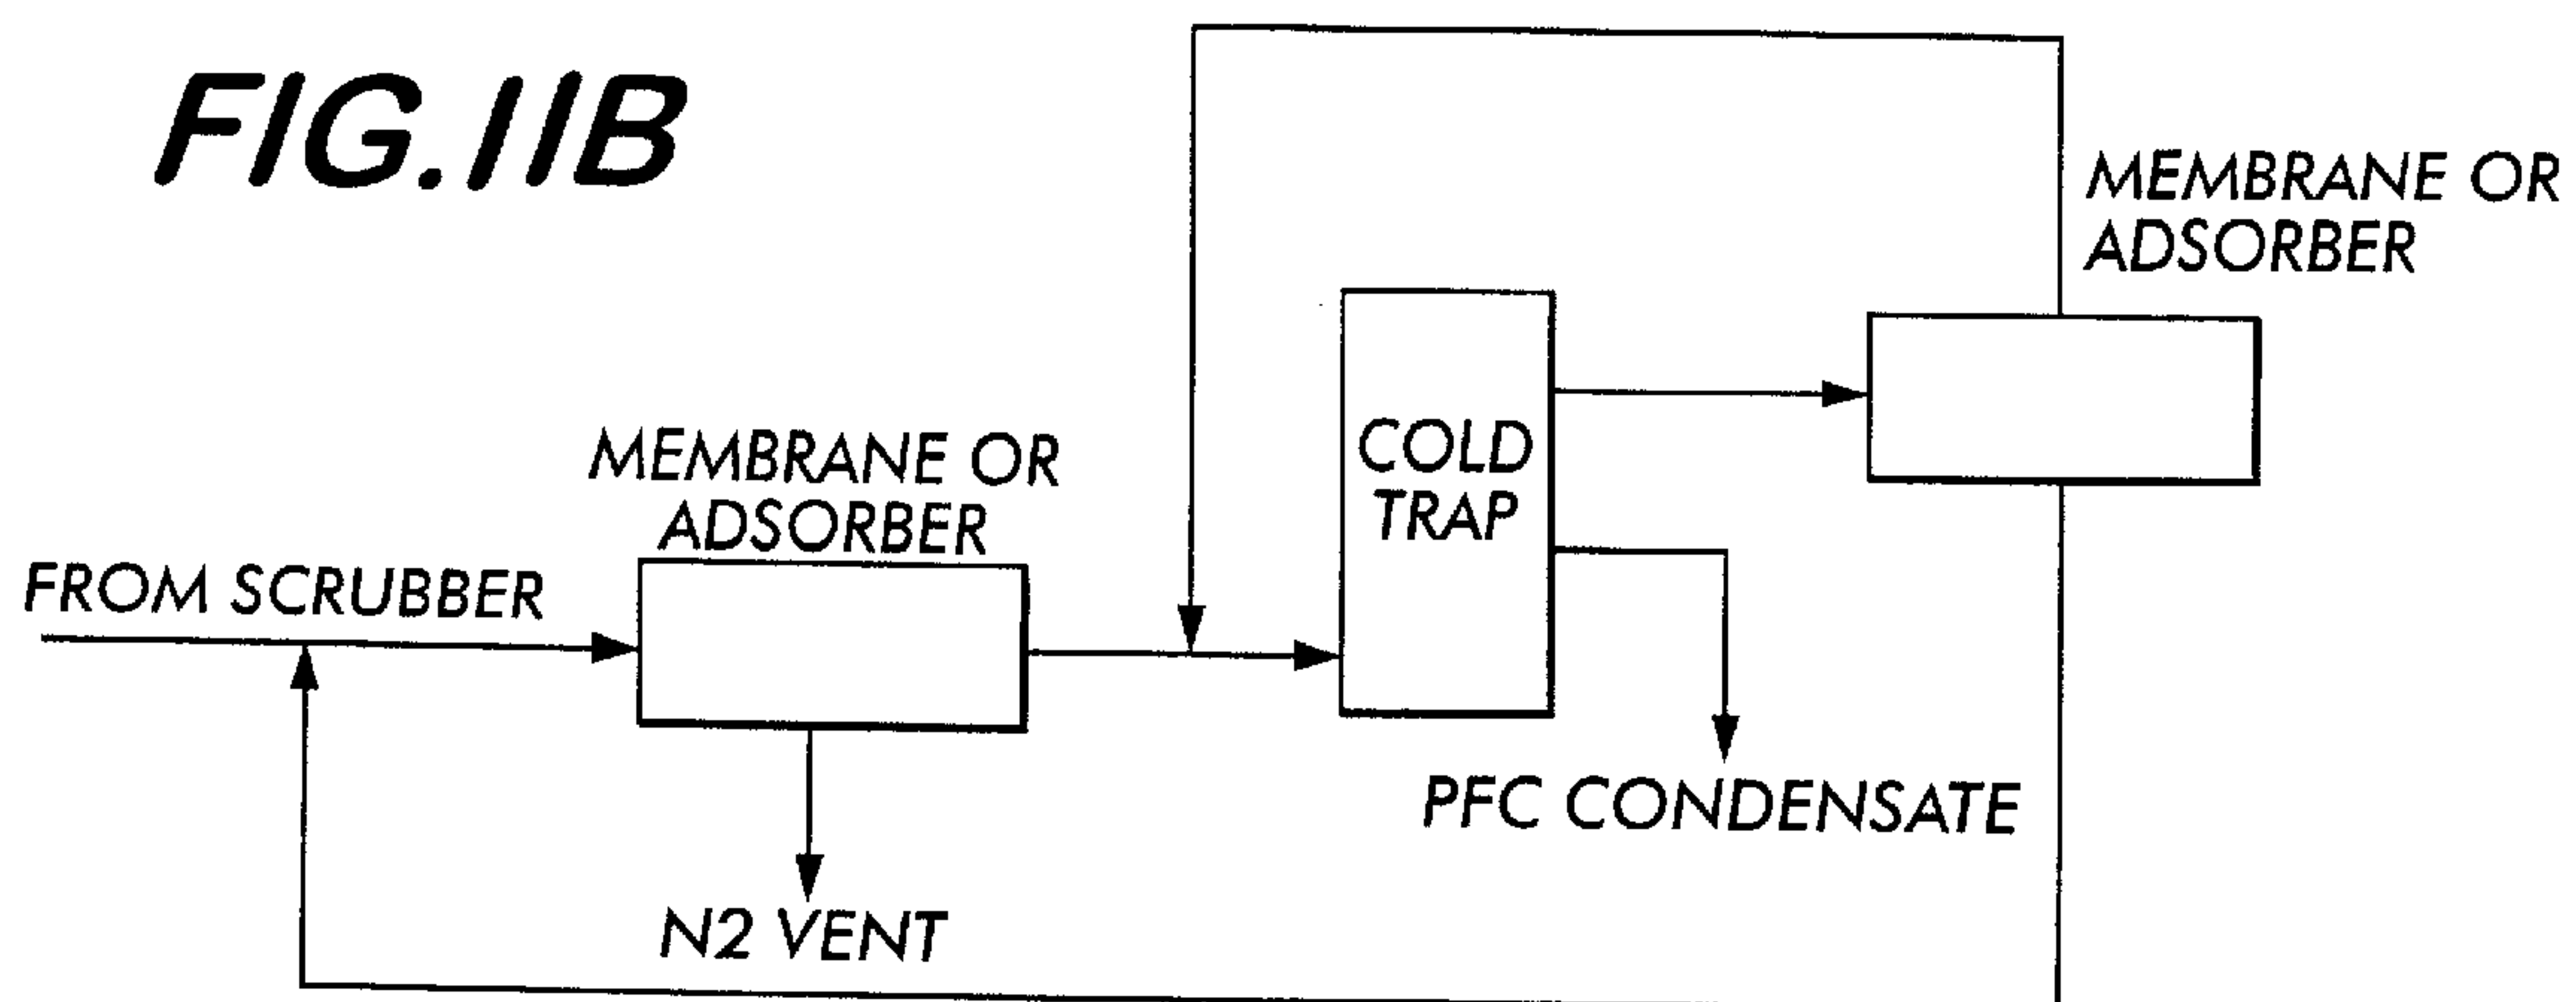 FIG.11B
MEMBRANE OR
ADSORBER
COLD
TRAP
MEMBRANE OR
ADSORBER
FROM SCRUBBER
PFC CONDENSATE
N2 VENT